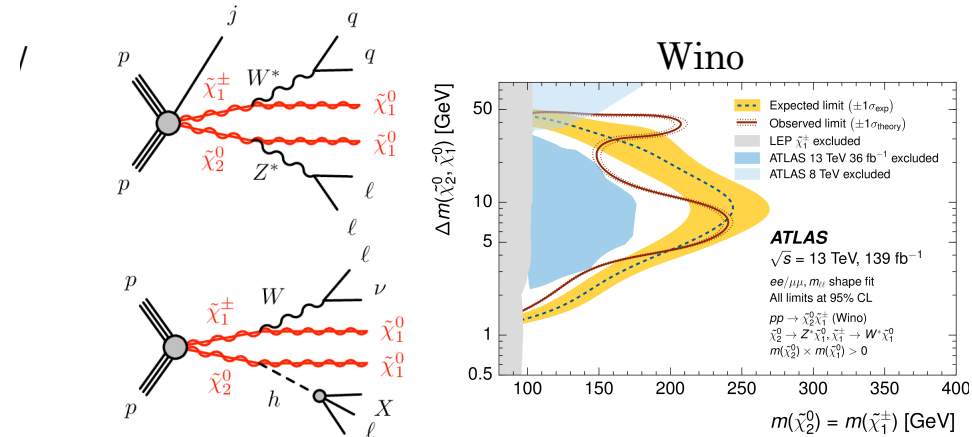 j
q
q
p
W*
χ̃₁±
χ̃₁⁰
χ̃₁⁰
χ̃₂⁰
Z*
p
ℓ
ℓ
ℓ
p
W
ν
χ̃₁±
χ̃₁⁰
χ̃₁⁰
χ̃₂⁰
h
p
X
ℓ
Wino
Δm(χ̃₂⁰, χ̃₁⁰) [GeV]
50
10
5
1
0.5
Expected limit (±1σexp)
Observed limit (±1σtheory)
LEP χ̃₁± excluded
ATLAS 13 TeV 36 fb⁻¹ excluded
ATLAS 8 TeV excluded
ATLAS
√s = 13 TeV, 139 fb⁻¹
ee/μμ, mℓℓ shape fit
All limits at 95% CL
pp → χ̃₂⁰χ̃₁± (Wino)
χ̃₂⁰ → Z*χ̃₁⁰, χ̃₁± → W*χ̃₁⁰
m(χ̃₂⁰) × m(χ̃₁⁰) > 0
100 150 200 250 300 350 400
m(χ̃₂⁰) = m(χ̃₁±) [GeV]